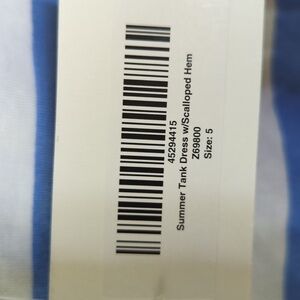 45294415
Summer Tank Dress w/Scalloped Hem
Z69800
Size: 5